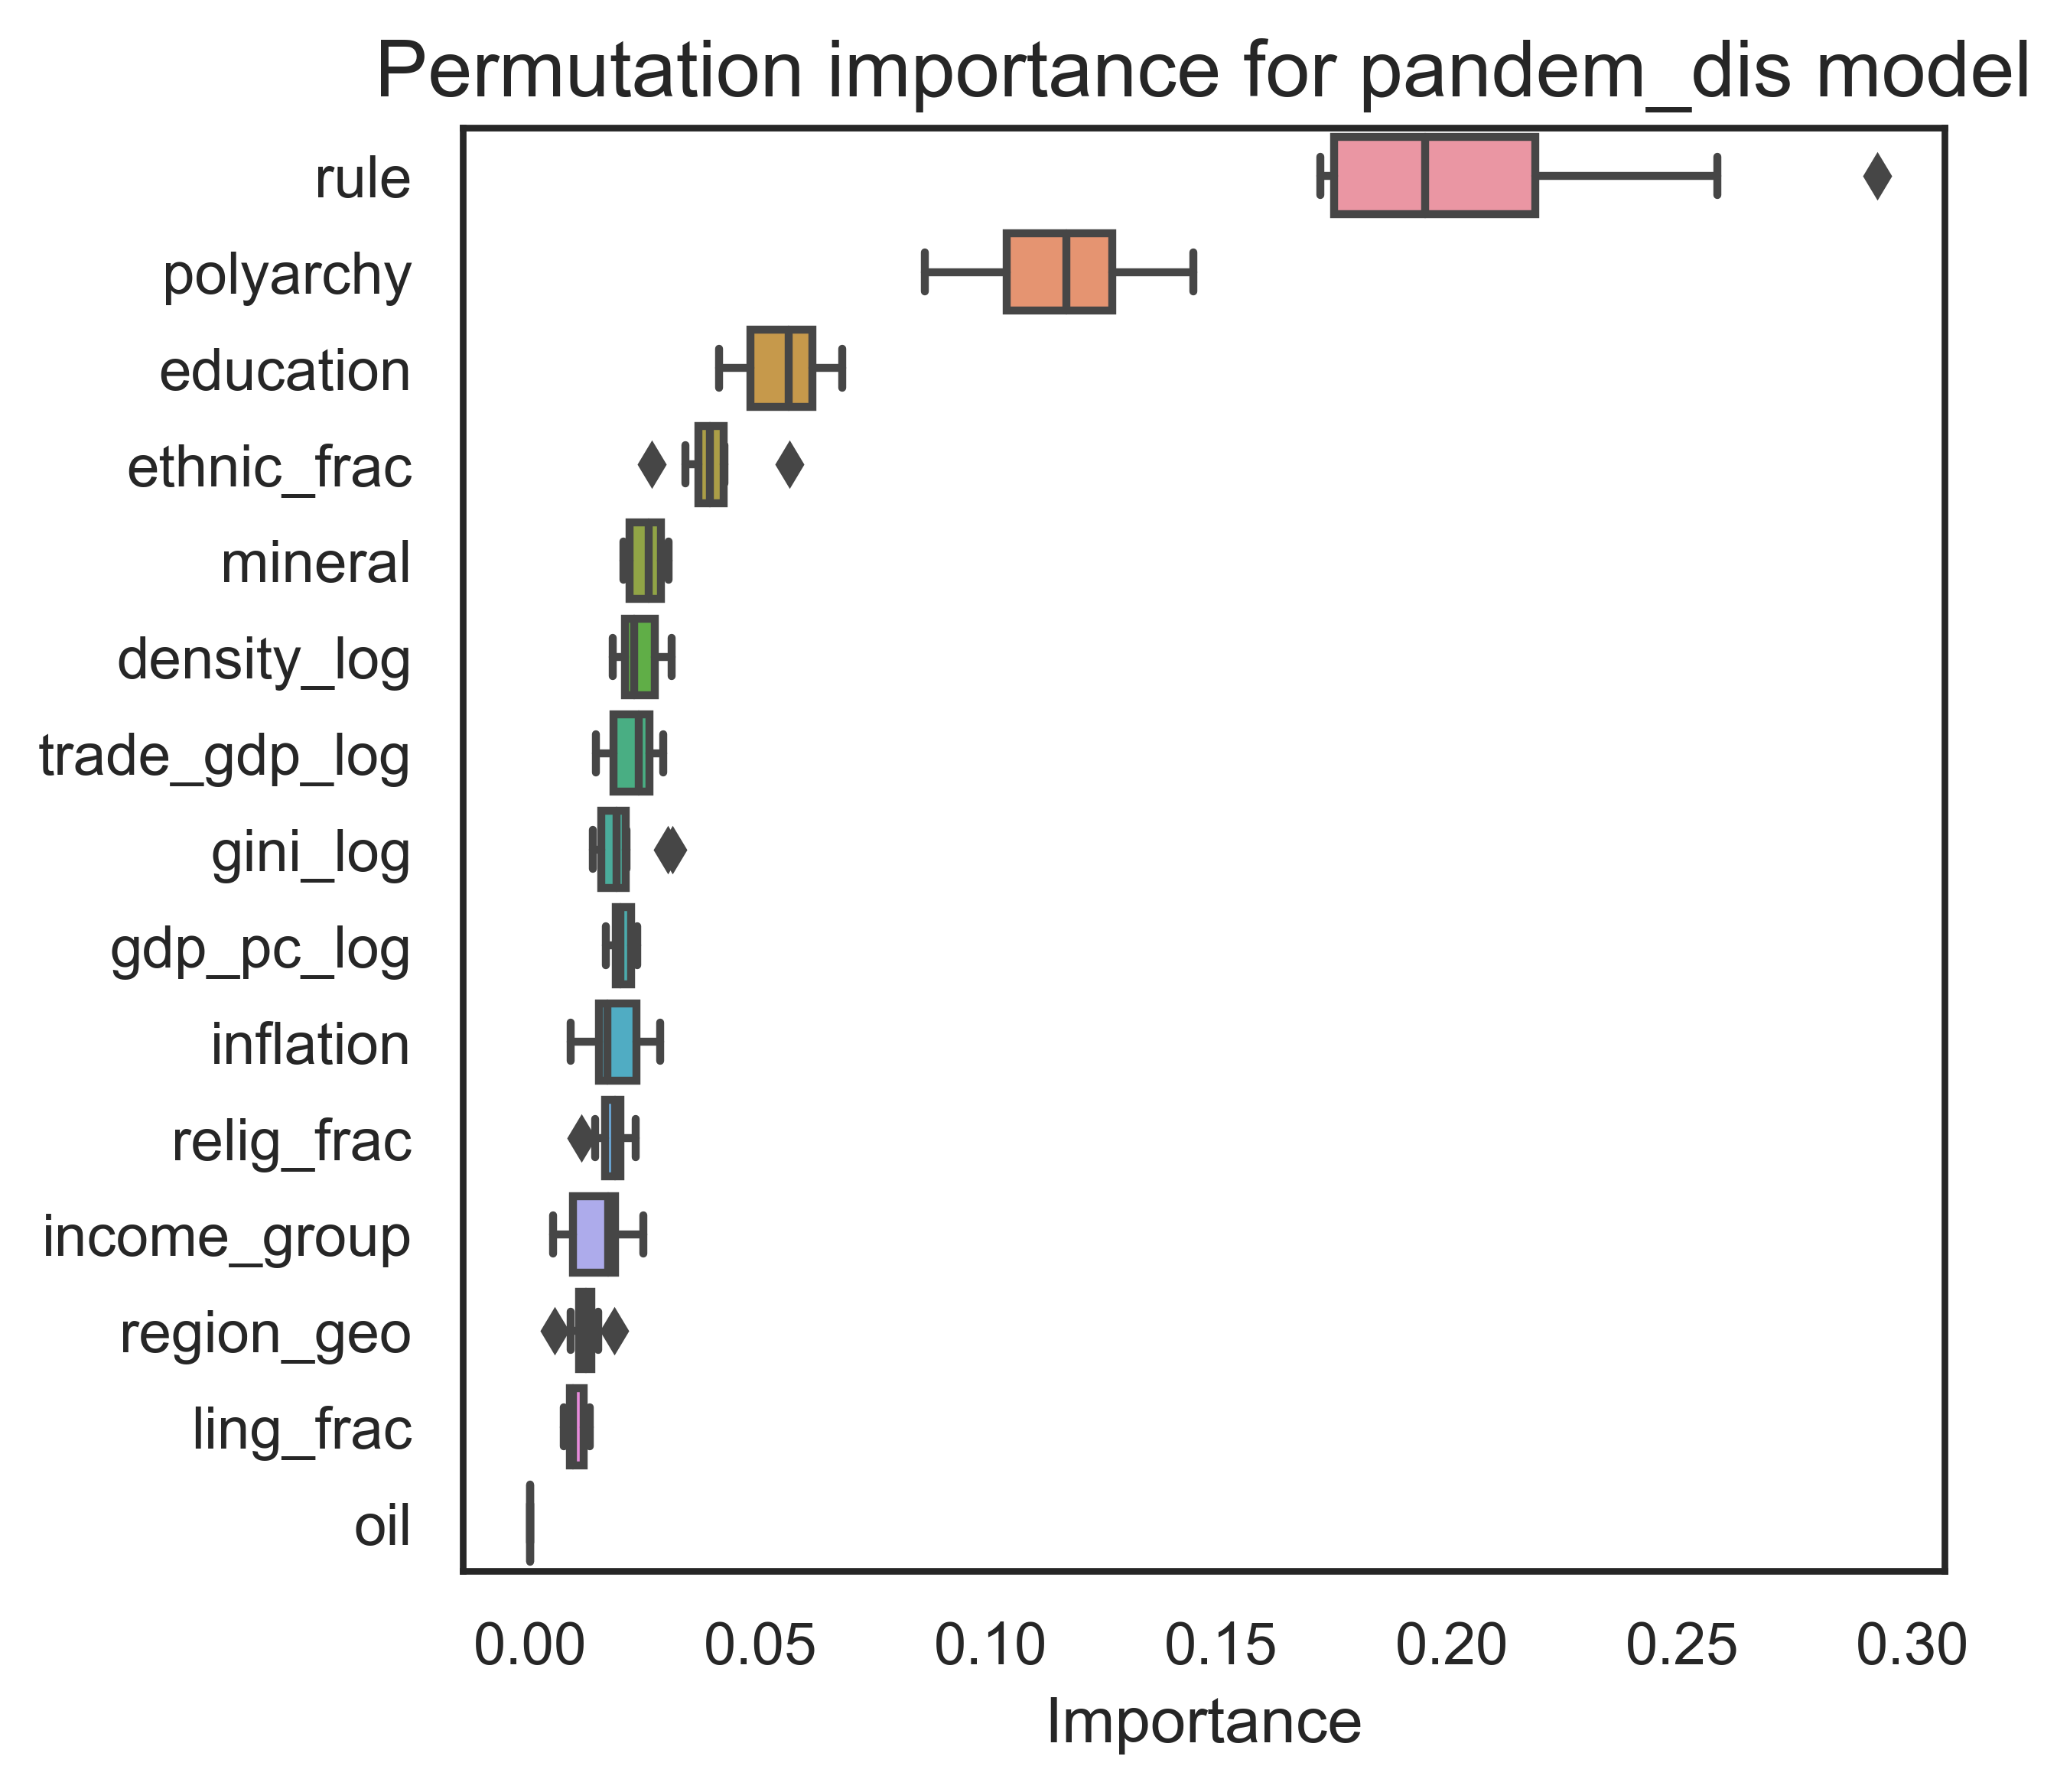 Permutation importance for pandem_dis model
rule
polyarchy
education
ethnic_frac
mineral
density_log
trade_gdp_log
gini_log
gdp_pc_log
inflation
relig_frac
income_group
region_geo
ling_frac
oil
0.00 0.05 0.10 0.15 0.20 0.25 0.30
Importance